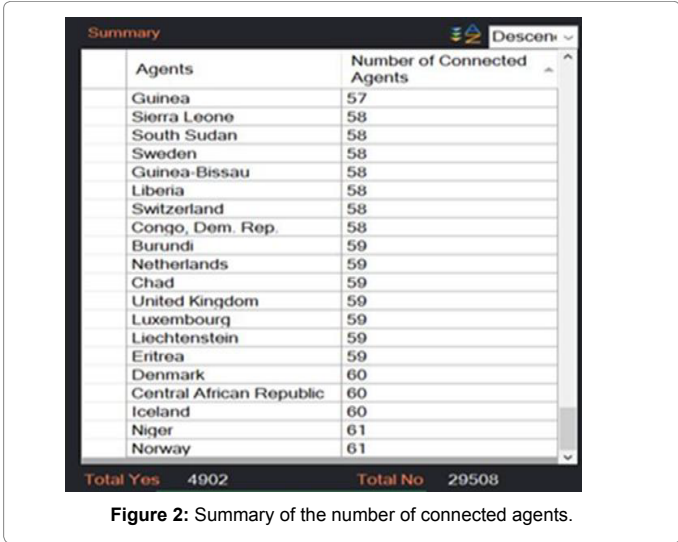 Summary Descen
Agents Number of Connected
Agents
Guinea 57
Sierra Leone 58
South Sudan 58
Sweden 58
Guinea-Bissau 58
Liberia 58
Switzerland 58
Congo, Dem. Rep. 58
Burundi 59
Netherlands 59
Chad 59
United Kingdom 59
Luxembourg 59
Liechtenstein 59
Eritrea 59
Denmark 60
Central African Republic 60
Iceland 60
Niger 61
Norway 61
Total Yes 4902 Total No 29508
Figure 2: Summary of the number of connected agents.